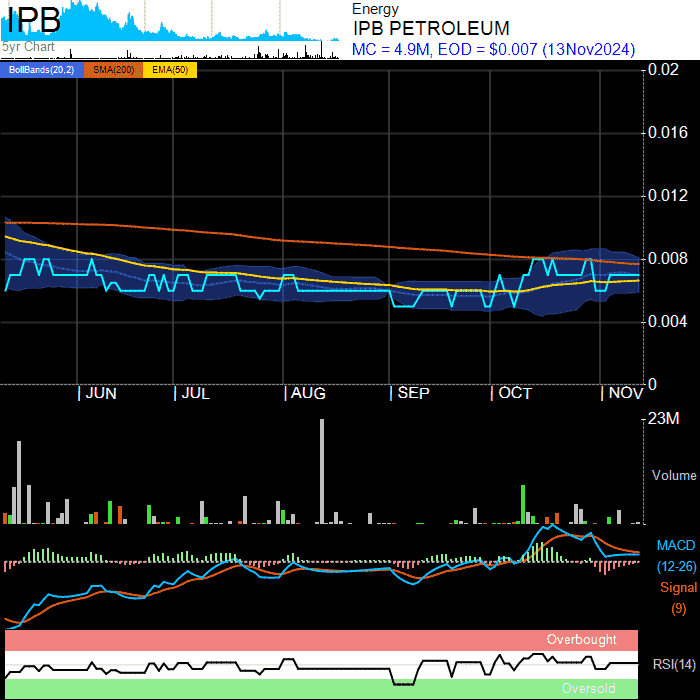 IPB
5yr Chart
Energy
IPB PETROLEUM
MC = 4.9M, EOD = $0.007 (13Nov2024)
BollBands(20,2) SMA(200) EMA(50)
0.02
0.016
0.012
0.008
0.004
0
JUN JUL AUG SEP OCT NOV
23M
Volume
MACD
(12-26)
Signal
(9)
Overbought
RSI(14)
Oversold